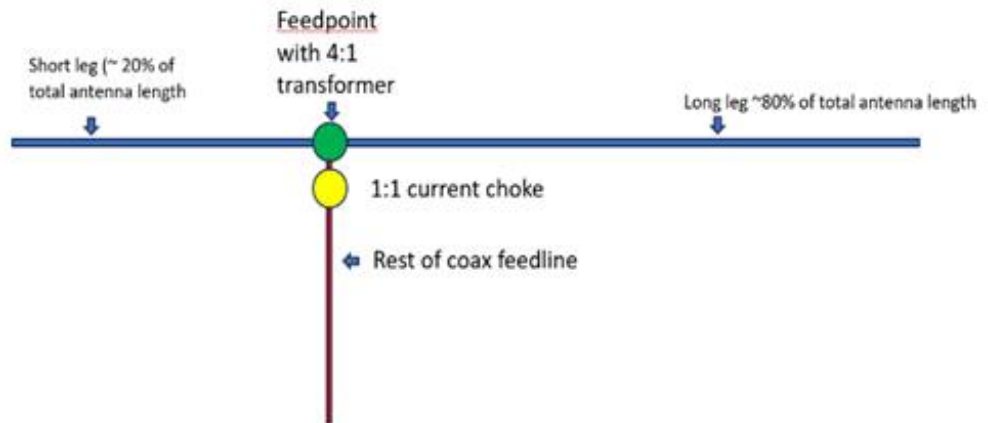 Feedpoint
with 4:1
transformer
Short leg (~ 20% of
total antenna length
Long leg ~80% of total antenna length
1:1 current choke
Rest of coax feedline